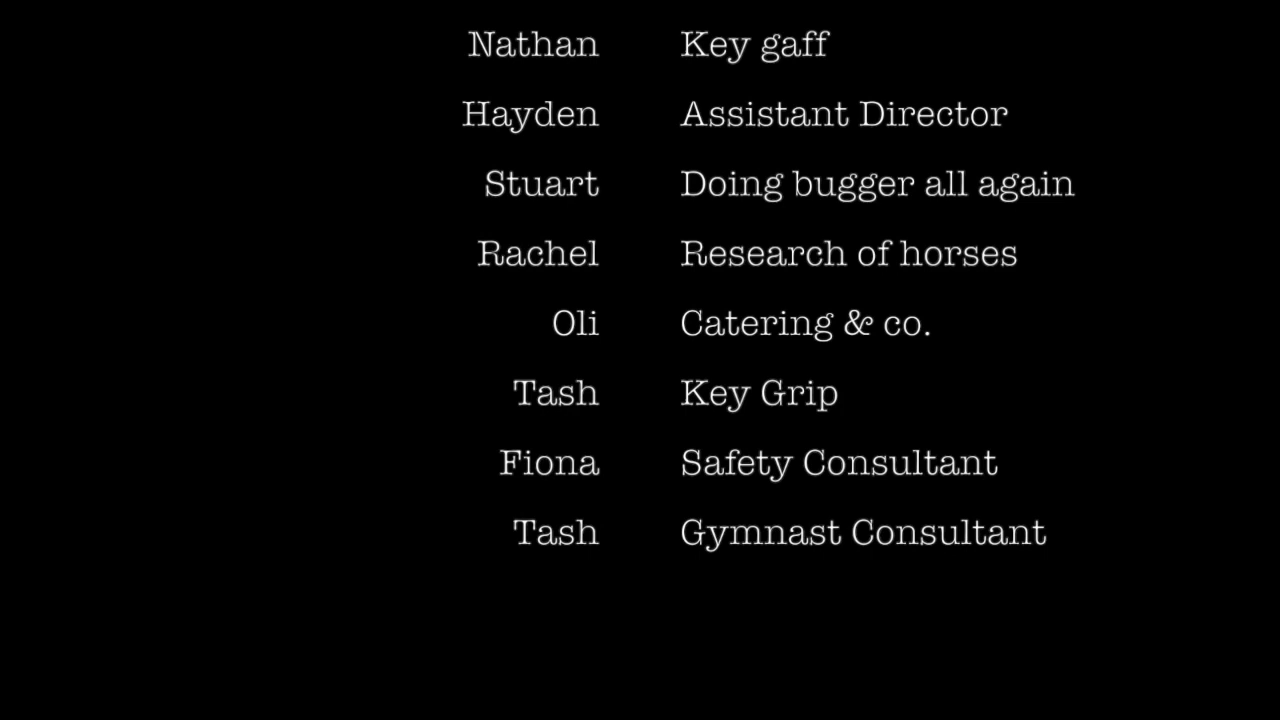 Nathan Key gaff
Hayden Assistant Director
Stuart Doing bugger all again
Rachel Research of horses
Oli Catering & co.
Tash Key Grip
Fiona Safety Consultant
Tash Gymnast Consultant